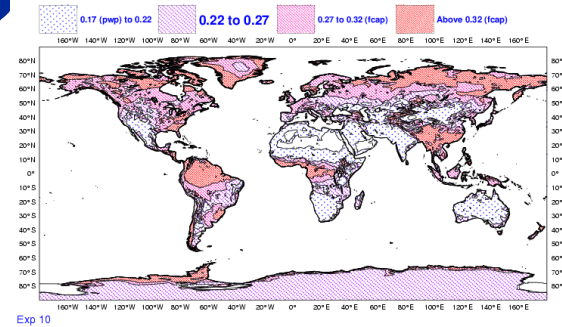 0.17 (pwp) to 0.22 0.22 to 0.27 0.27 to 0.32 (fcap) Above 0.32 (fcap)
160°W 140°W 120°W 100°W 80°W 60°W 40°W 20°W 0° 20°E 40°E 60°E 80°E 100°E 120°E 140°E 160°E
80°N 80°
70°N 70°
60°N 60°
50°N 50°
40°N 40°
30°N 30°
20°N 20°
10°N 10°
0° 0°
10°S 10°
20°S 20°
30°S 30°
40°S 40°
50°S 50°
60°S 60°
70°S 70°
80°S 80°
160°W 140°W 120°W 100°W 80°W 60°W 40°W 20°W 0° 20°E 40°E 60°E 80°E 100°E 120°E 140°E 160°E
Exp 10